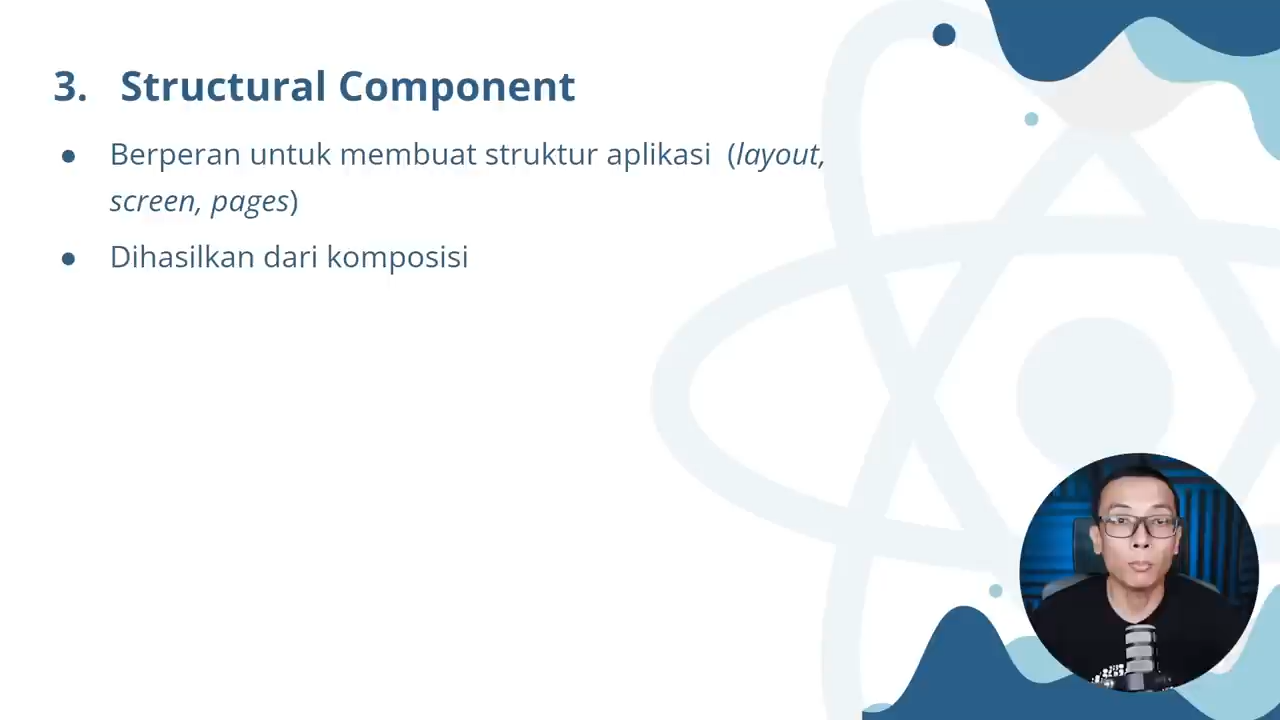 3. Structural Component
● Berperan untuk membuat struktur aplikasi (layout,
screen, pages)
● Dihasilkan dari komposisi